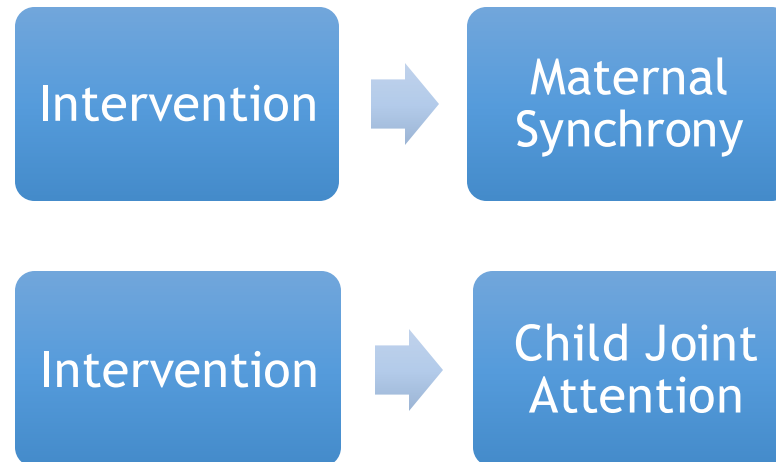 Intervention
Maternal
Synchrony
Intervention
Child Joint
Attention